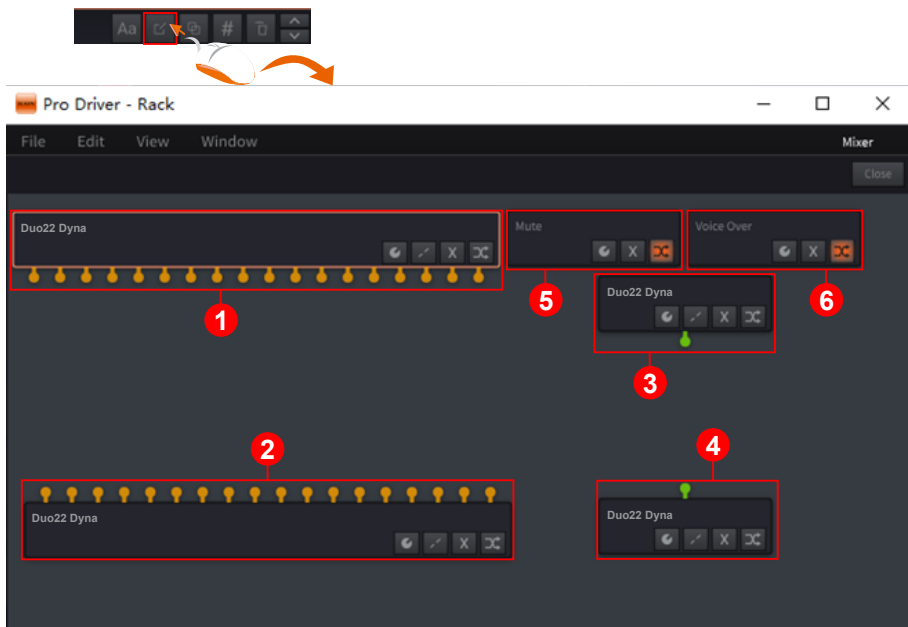 Aa #
Pro Driver - Rack
File Edit View Window Mixer
Close
Duo22 Dyna
Mute
Voice Over
X
X
X
5
6
1
Duo22 Dyna
X
3
2
4
Duo22 Dyna
Duo22 Dyna
X
X